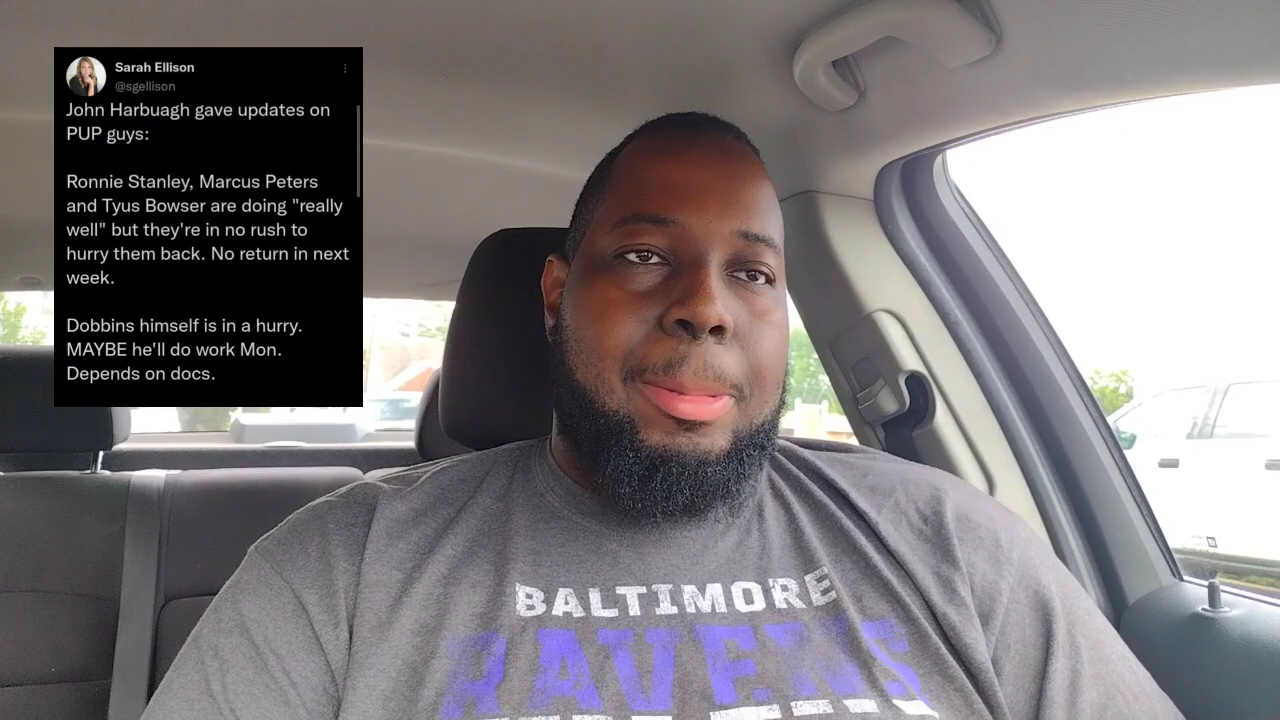 Sarah Ellison
@sgellison
John Harbuagh gave updates on
PUP guys:
Ronnie Stanley, Marcus Peters
and Tyus Bowser are doing "really
well" but they're in no rush to
hurry them back. No return in next
week.
Dobbins himself is in a hurry.
MAYBE he'll do work Mon.
Depends on docs.
BALTIMORE
RAVENS